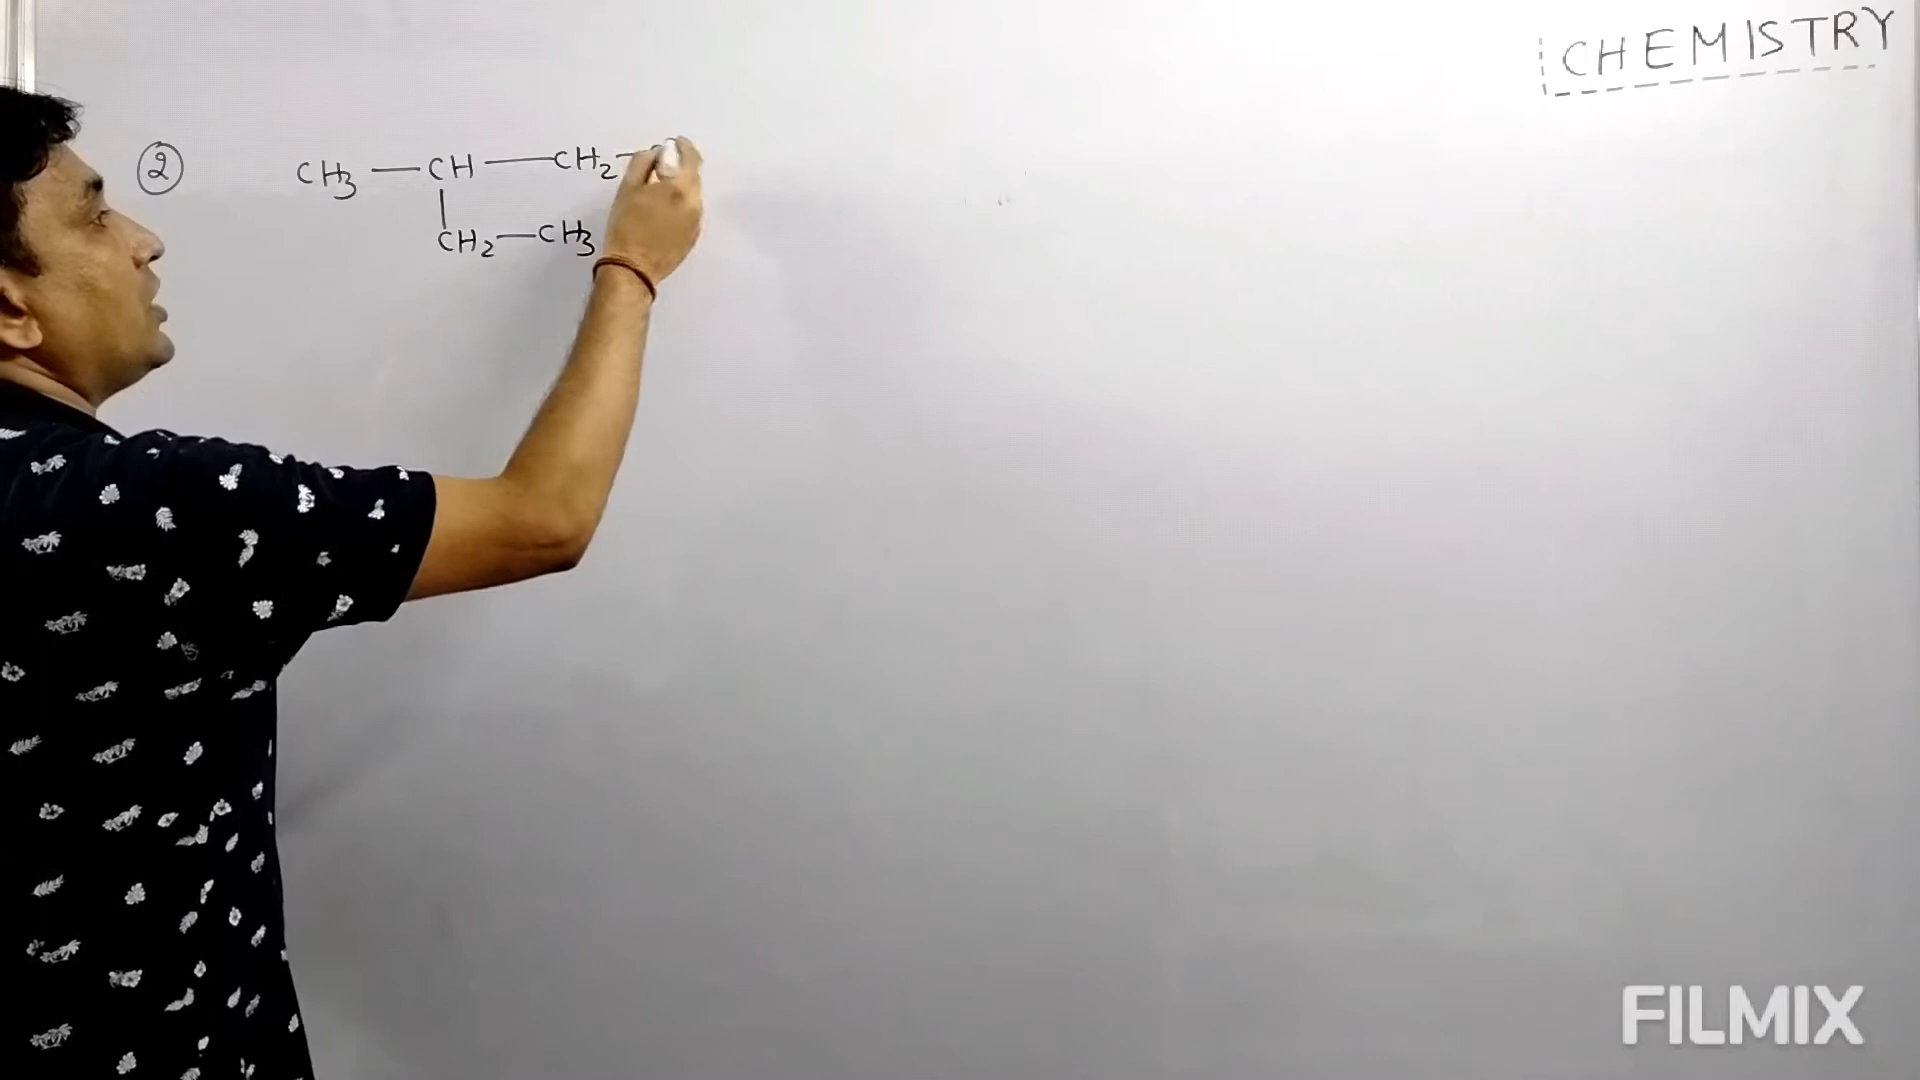 CHEMISTRY
② CH3 — CH — CH2 —
|
CH2 — CH3
FILMIX